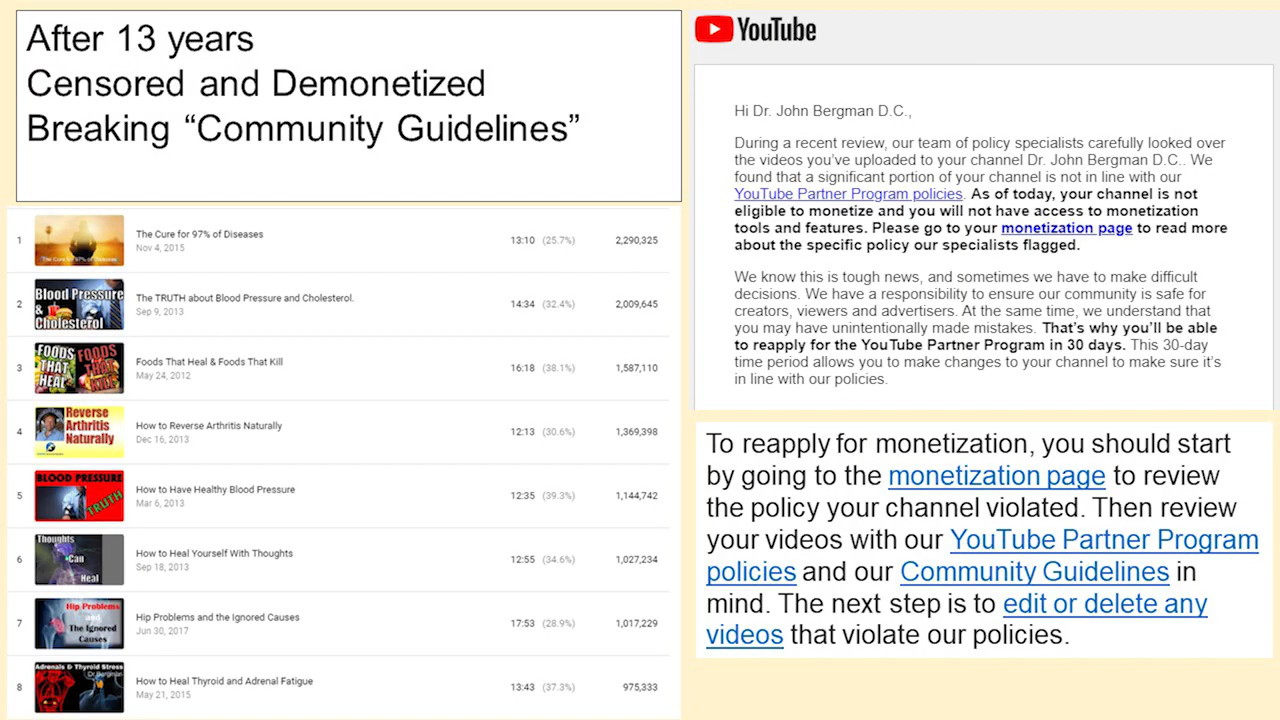 After 13 years
Censored and Demonetized
Breaking “Community Guidelines”
1
The Cure for 97% of Diseases
The Cure for 97% of Diseases
Nov 4, 2015
13:10 (25.7%)
2,290,325
2
Blood Pressure
&
Cholesterol
The TRUTH about Blood Pressure and Cholesterol.
Sep 9, 2013
14:34 (32.4%)
2,009,645
3
FOODS THAT HEAL
FOODS THAT KILL
Foods That Heal & Foods That Kill
May 24, 2012
16:18 (38.1%)
1,587,110
4
Reverse
Arthritis
Naturally
How to Reverse Arthritis Naturally
Dec 16, 2013
12:13 (30.6%)
1,369,398
5
BLOOD PRESSURE
TRUTH
How to Have Healthy Blood Pressure
Mar 6, 2013
12:35 (39.3%)
1,144,742
6
Thoughts
Can
Heal
How to Heal Yourself With Thoughts
Sep 18, 2013
12:55 (34.6%)
1,027,234
7
Hip Problems
and
The Ignored
Causes
Hip Problems and the Ignored Causes
Jun 30, 2017
17:53 (28.9%)
1,017,229
8
Adrenals & Thyroid Stress
Dr Bergman
How to Heal Thyroid and Adrenal Fatigue
May 21, 2015
13:43 (37.3%)
975,333
YouTube
Hi Dr. John Bergman D.C.,
During a recent review, our team of policy specialists carefully looked over
the videos you’ve uploaded to your channel Dr. John Bergman D.C.. We
found that a significant portion of your channel is not in line with our
YouTube Partner Program policies. As of today, your channel is not
eligible to monetize and you will not have access to monetization
tools and features. Please go to your monetization page to read more
about the specific policy our specialists flagged.
We know this is tough news, and sometimes we have to make difficult
decisions. We have a responsibility to ensure our community is safe for
creators, viewers and advertisers. At the same time, we understand that
you may have unintentionally made mistakes. That’s why you’ll be able
to reapply for the YouTube Partner Program in 30 days. This 30-day
time period allows you to make changes to your channel to make sure it’s
in line with our policies.
To reapply for monetization, you should start
by going to the monetization page to review
the policy your channel violated. Then review
your videos with our YouTube Partner Program
policies and our Community Guidelines in
mind. The next step is to edit or delete any
videos that violate our policies.